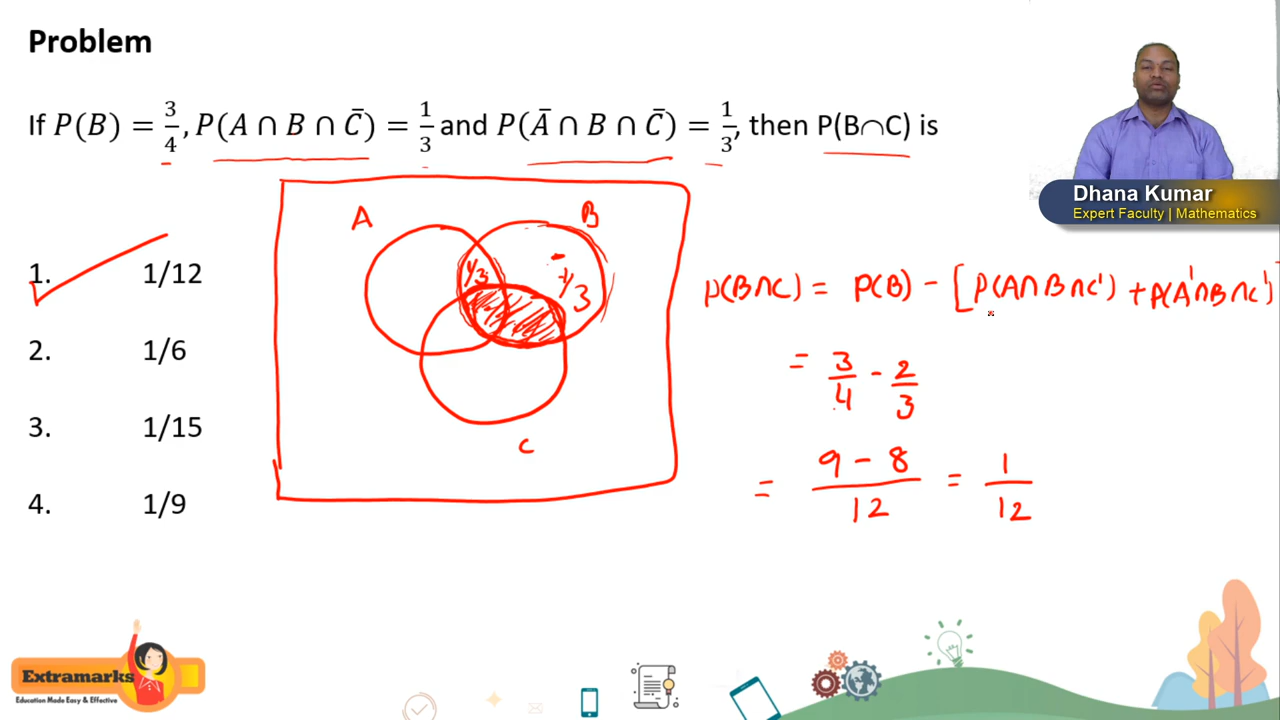 Problem
If P(B) = 3/4, P(A ∩ B ∩ C̄) = 1/3 and P(Ā ∩ B ∩ C̄) = 1/3, then P(B∩C) is
Dhana Kumar
Expert Faculty | Mathematics
A
B
1/3
1/3
C
1. 1/12
2. 1/6
3. 1/15
4. 1/9
P(B∩C) = P(B) - [P(A∩B∩C') + P(A'∩B∩C')
= 3/4 - 2/3
= 9 - 8/12 = 1/12
Extramarks
Education Made Easy & Effective